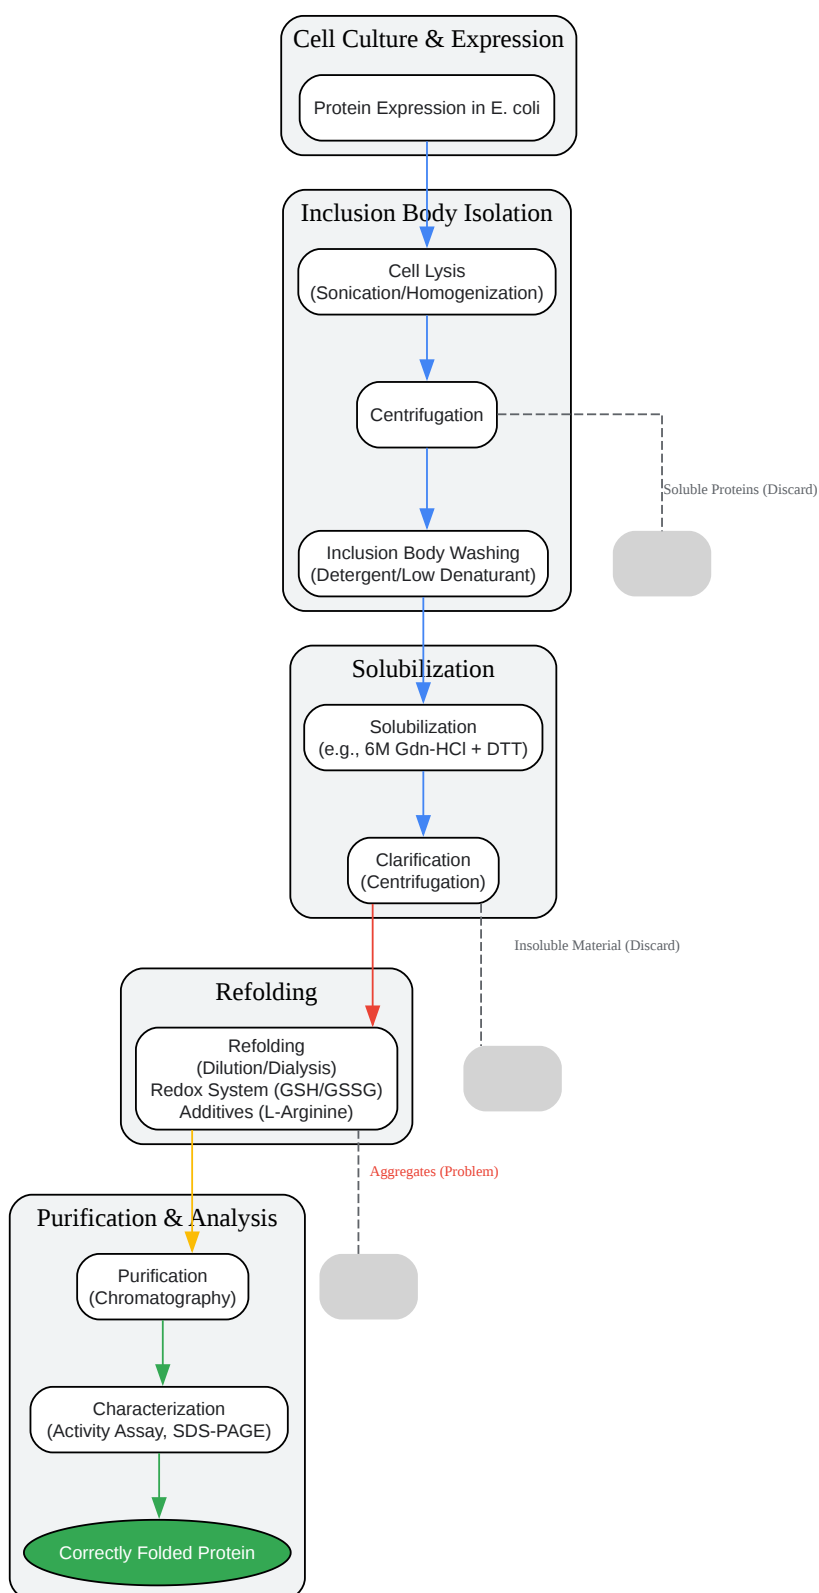 Cell Culture & Expression
Protein Expression in E. coli
Inclusion Body Isolation
Cell Lysis
(Sonication/Homogenization)
Centrifugation
Soluble Proteins (Discard)
Inclusion Body Washing
(Detergent/Low Denaturant)
Solubilization
Solubilization
(e.g., 6M Gdn-HCl + DTT)
Clarification
(Centrifugation)
Insoluble Material (Discard)
Refolding
Refolding
(Dilution/Dialysis)
Redox System (GSH/GSSG)
Additives (L-Arginine)
Aggregates (Problem)
Purification & Analysis
Purification
(Chromatography)
Characterization
(Activity Assay, SDS-PAGE)
Correctly Folded Protein